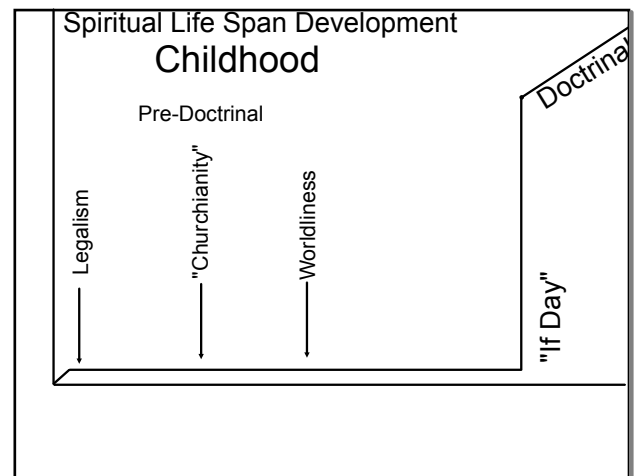 Spiritual Life Span Development
Childhood
Pre-Doctrinal
Legalism
"Churchianity"
Worldliness
"If Day"
Doctrinal